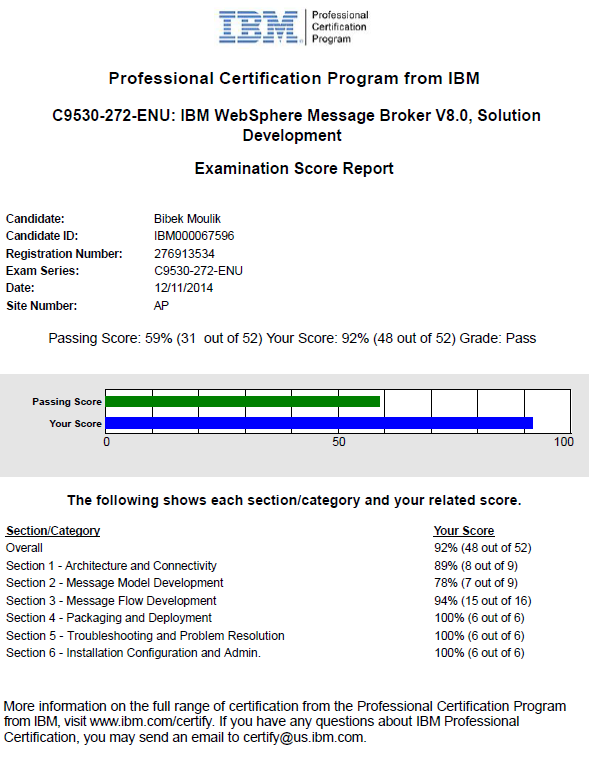 IBM Professional
Certification
Program
Professional Certification Program from IBM
C9530-272-ENU: IBM WebSphere Message Broker V8.0, Solution
Development
Examination Score Report
Candidate: Bibek Moulik
Candidate ID: IBM000067596
Registration Number: 276913534
Exam Series: C9530-272-ENU
Date: 12/11/2014
Site Number: AP
Passing Score: 59% (31 out of 52) Your Score: 92% (48 out of 52) Grade: Pass
Passing Score
Your Score
0 50 100
The following shows each section/category and your related score.
Section/Category Your Score
Overall 92% (48 out of 52)
Section 1 - Architecture and Connectivity 89% (8 out of 9)
Section 2 - Message Model Development 78% (7 out of 9)
Section 3 - Message Flow Development 94% (15 out of 16)
Section 4 - Packaging and Deployment 100% (6 out of 6)
Section 5 - Troubleshooting and Problem Resolution 100% (6 out of 6)
Section 6 - Installation Configuration and Admin. 100% (6 out of 6)
More information on the full range of certification from the Professional Certification Program
from IBM, visit www.ibm.com/certify. If you have any questions about IBM Professional
Certification, you may send an email to certify@us.ibm.com.